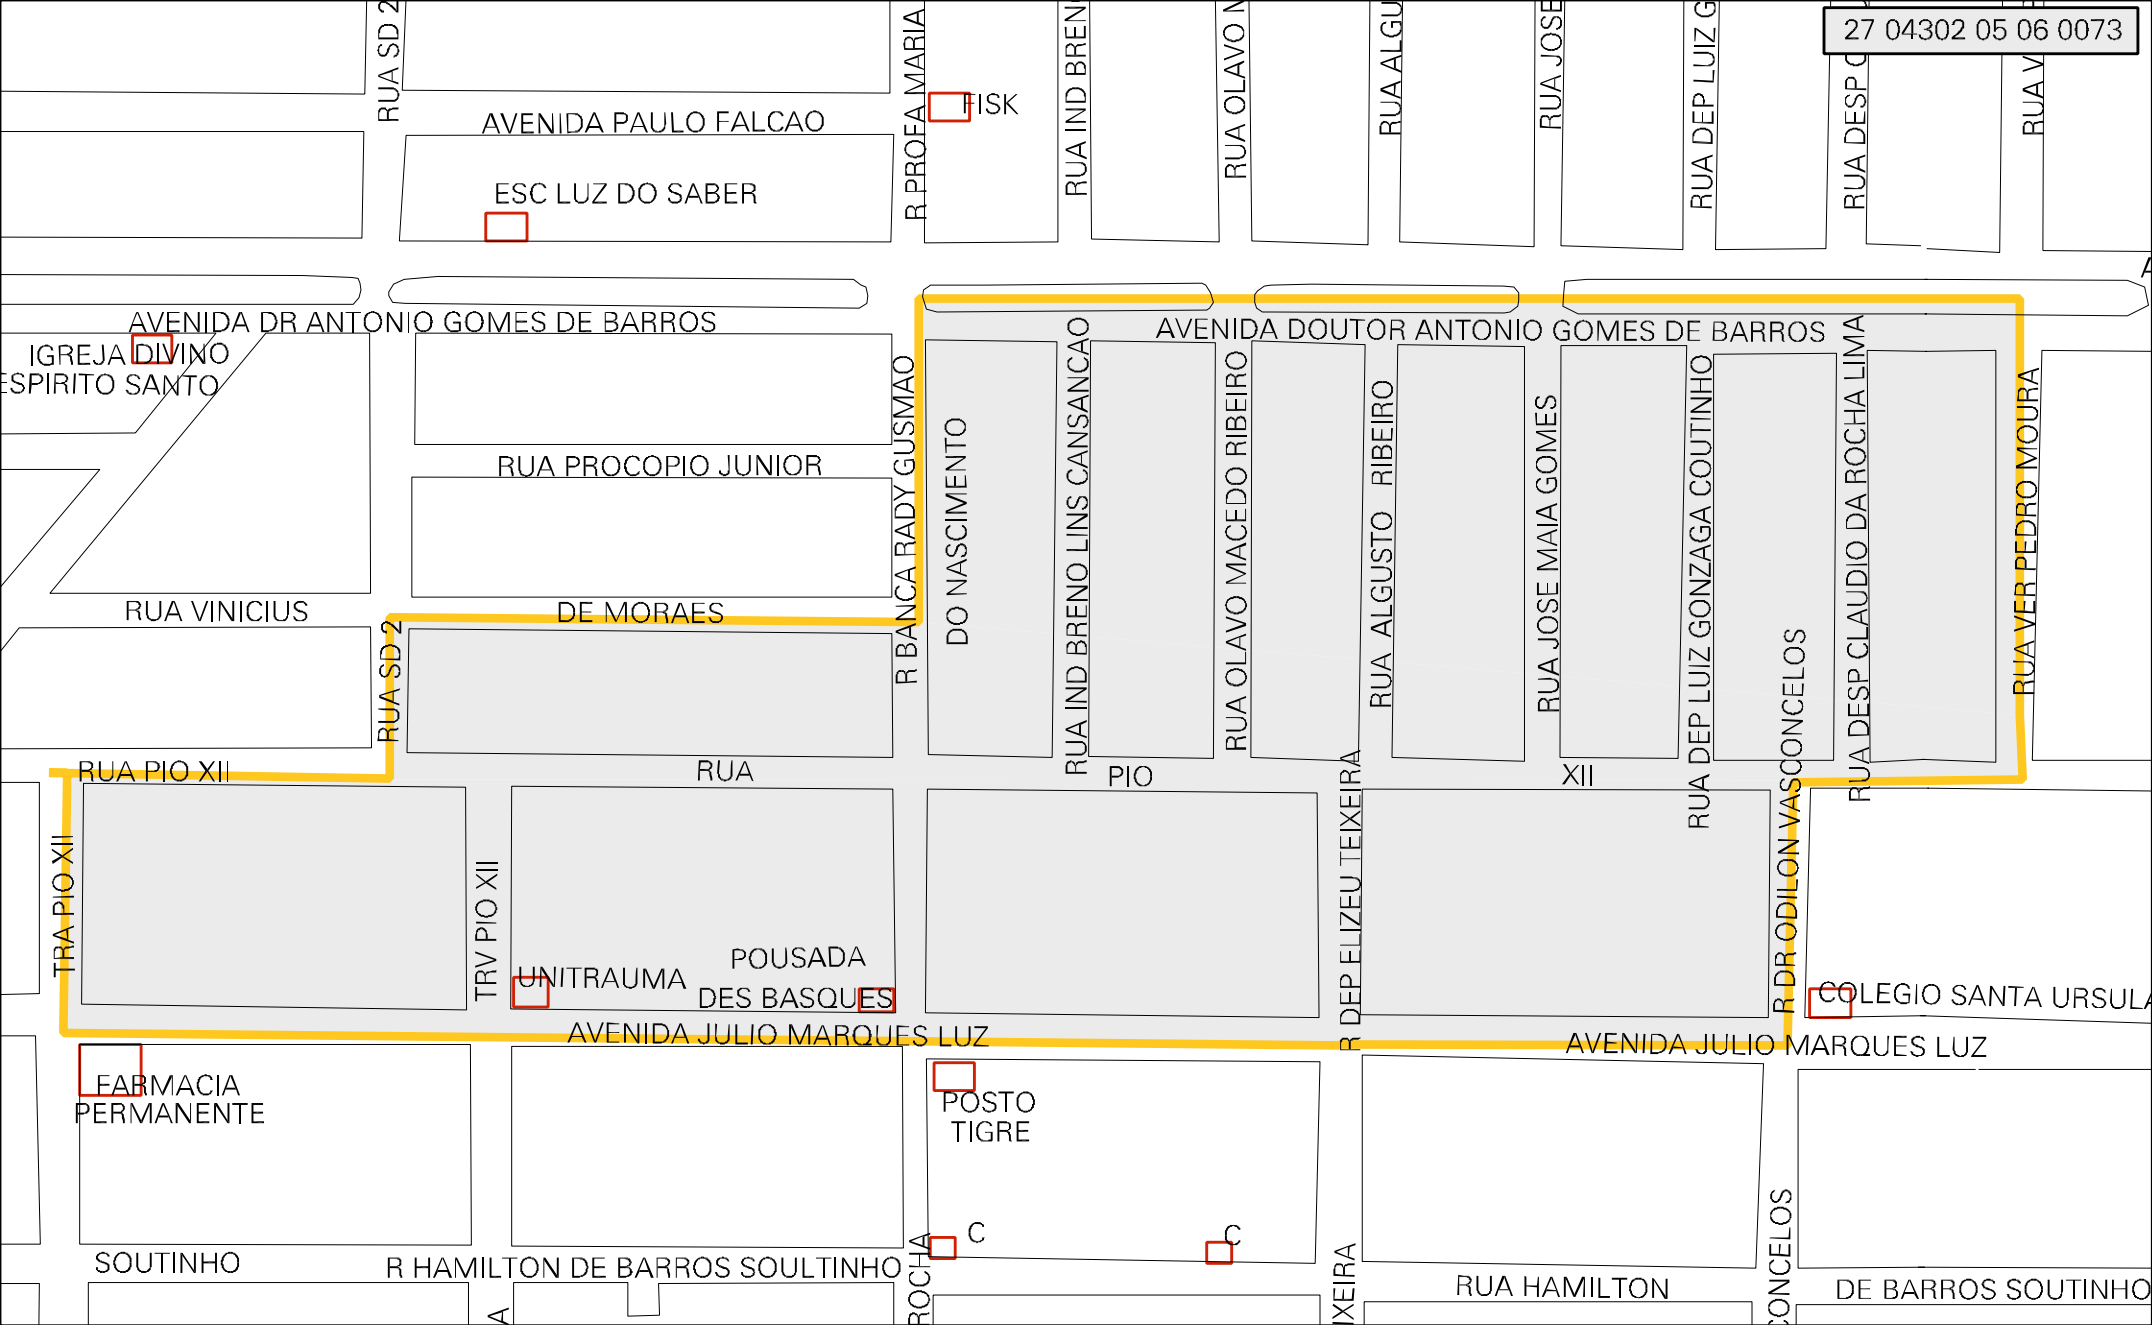 27 04302 05 06 0073
RUA SD 2
R PROFA MARIA
RUA IND BREN
RUA OLAVO
RUA ALGU
RUA JOSE
RUA DEP LUIZ G
RUA DESP
RUA V
FISK
AVENIDA PAULO FALCAO
ESC LUZ DO SABER
A
AVENIDA DR ANTONIO GOMES DE BARROS
AVENIDA DOUTOR ANTONIO GOMES DE BARROS
IGREJA DIVINO
ESPIRITO SANTO
R BANCA RADY GUSMAO
DO NASCIMENTO
RUA IND BRENO LINS CANSANCAO
RUA OLAVO MACEDO RIBEIRO
RUA ALGUSTO RIBEIRO
RUA JOSE MAIA GOMES
RUA DEP LUIZ GONZAGA COUTINHO
RUA DESP CLAUDIO DA ROCHA LIMA
RUA VER PEDRO MOURA
RUA PROCOPIO JUNIOR
RUA VINICIUS
DE MORAES
RUA SD 2
RUA PIO XII
RUA
PIO
XII
TRA PIO XII
TRV PIO XII
R DEP ELIZEU TEIXEIRA
R DR ODILON VASCONCELOS
POUSADA
DES BASQUES
UNITRAUMA
COLEGIO SANTA URSULA
AVENIDA JULIO MARQUES LUZ
AVENIDA JULIO MARQUES LUZ
FARMACIA
PERMANENTE
POSTO
TIGRE
C
C
SOUTINHO
R HAMILTON DE BARROS SOULTINHO
RUA HAMILTON
DE BARROS SOUTINHO
A
ROCHA
IXEIRA
CONCELOS